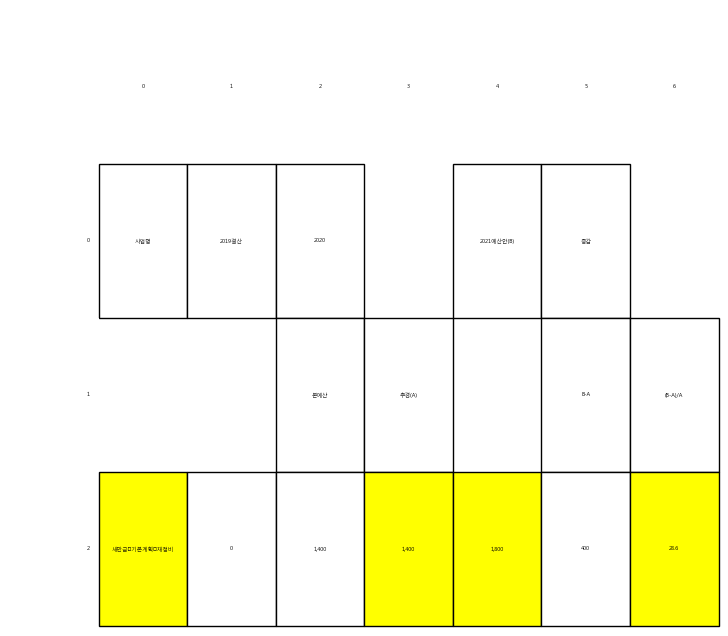 0 1 2 3 4 5 6
0 사업명 2019결산 2020 2021예산안(B) 증감
1 본예산 추경(A) B-A (B-A)/A
2 새만금 기본계획 재정비 0 1,400 1,400 1,800 400 28.6